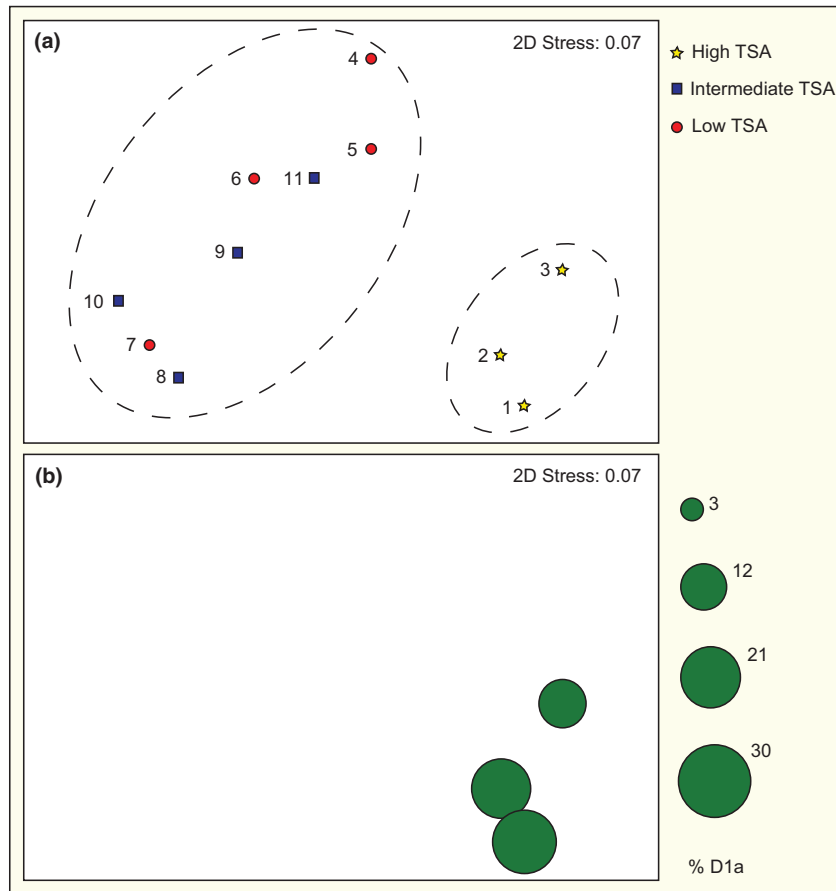 (a)
2D Stress: 0.07
4
5
6
11
9
10
7
8
3
2
1
High TSA
Intermediate TSA
Low TSA
(b)
2D Stress: 0.07
3
12
21
30
% D1a